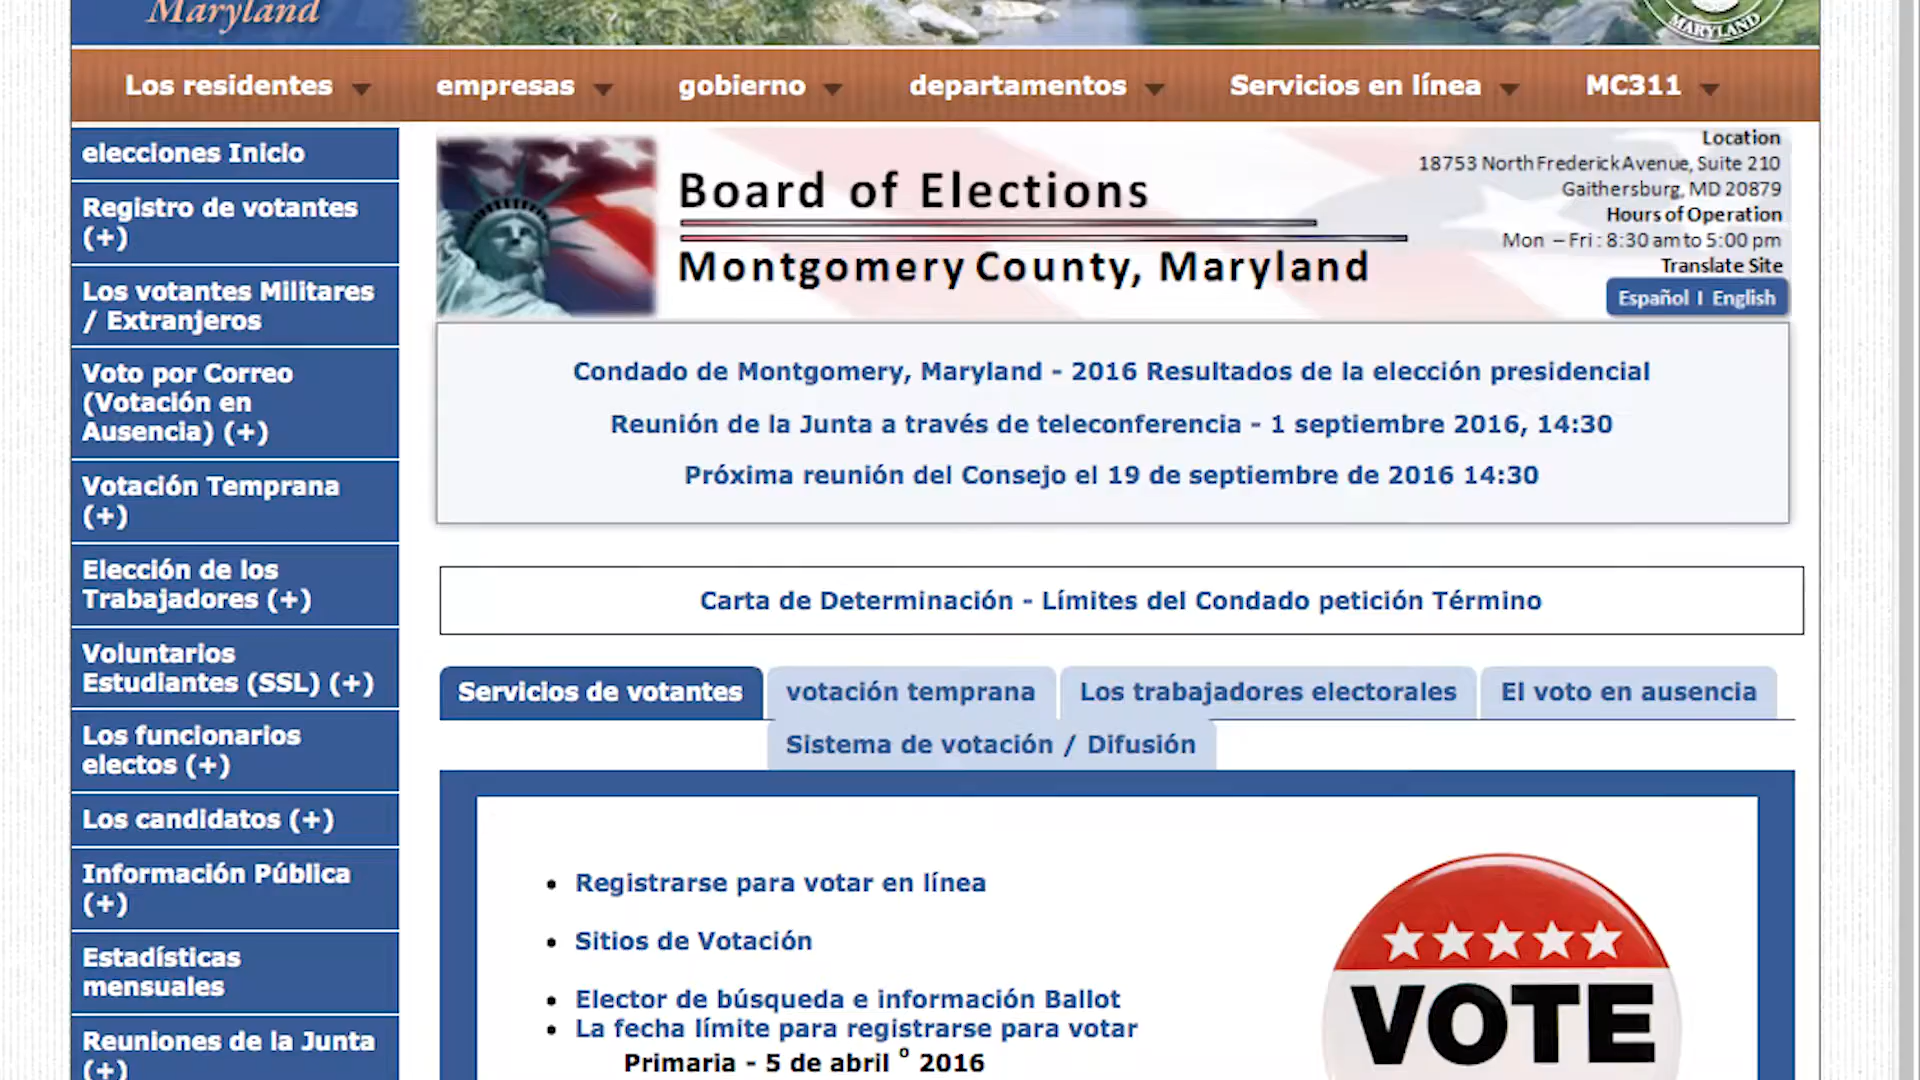 Maryland
MARYLAND
Los residentes empresas gobierno departamentos Servicios en línea MC311
elecciones Inicio
Registro de votantes
(+)
Los votantes Militares
/ Extranjeros
Voto por Correo
(Votación en
Ausencia) (+)
Votación Temprana
(+)
Elección de los
Trabajadores (+)
Voluntarios
Estudiantes (SSL) (+)
Los funcionarios
electos (+)
Los candidatos (+)
Información Pública
(+)
Estadísticas
mensuales
Reuniones de la Junta
(+)
Board of Elections
Montgomery County, Maryland
Location
18753 North Frederick Avenue, Suite 210
Gaithersburg, MD 20879
Hours of Operation
Mon – Fri : 8:30 am to 5:00 pm
Translate Site
Español I English
Condado de Montgomery, Maryland - 2016 Resultados de la elección presidencial
Reunión de la Junta a través de teleconferencia - 1 septiembre 2016, 14:30
Próxima reunión del Consejo el 19 de septiembre de 2016 14:30
Carta de Determinación - Límites del Condado petición Término
Servicios de votantes votación temprana Los trabajadores electorales El voto en ausencia
Sistema de votación / Difusión
• Registrarse para votar en línea
• Sitios de Votación
• Elector de búsqueda e información Ballot
• La fecha límite para registrarse para votar
Primaria - 5 de abril º 2016
VOTE